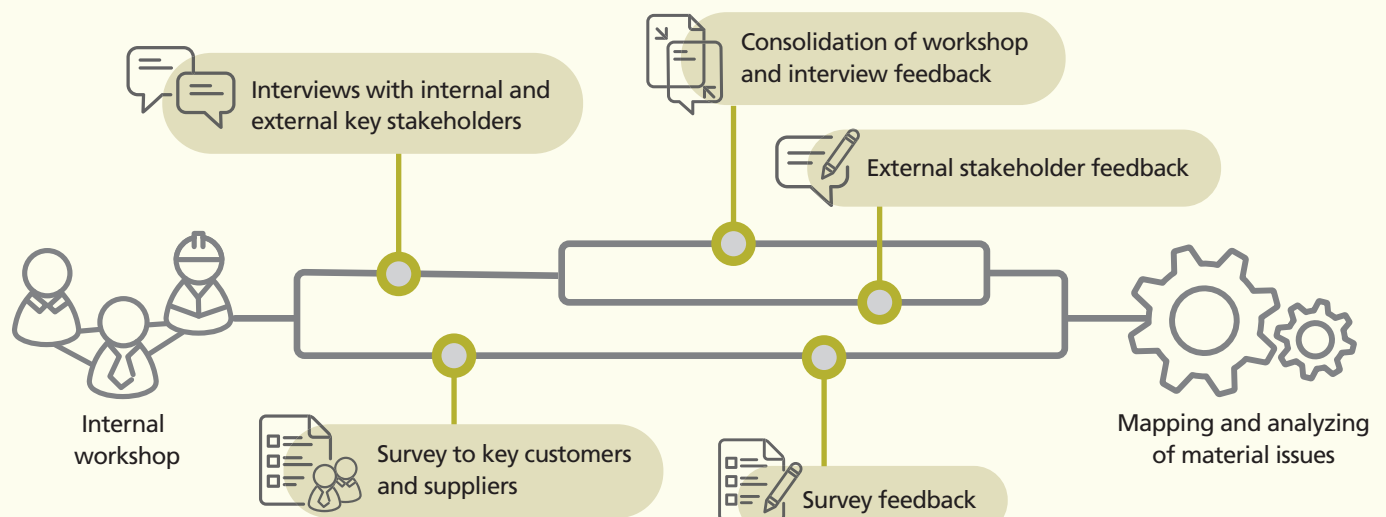 Consolidation of workshop
and interview feedback
Interviews with internal and
external key stakeholders
External stakeholder feedback
Internal
workshop
Mapping and analyzing
of material issues
Survey to key customers
and suppliers
Survey feedback